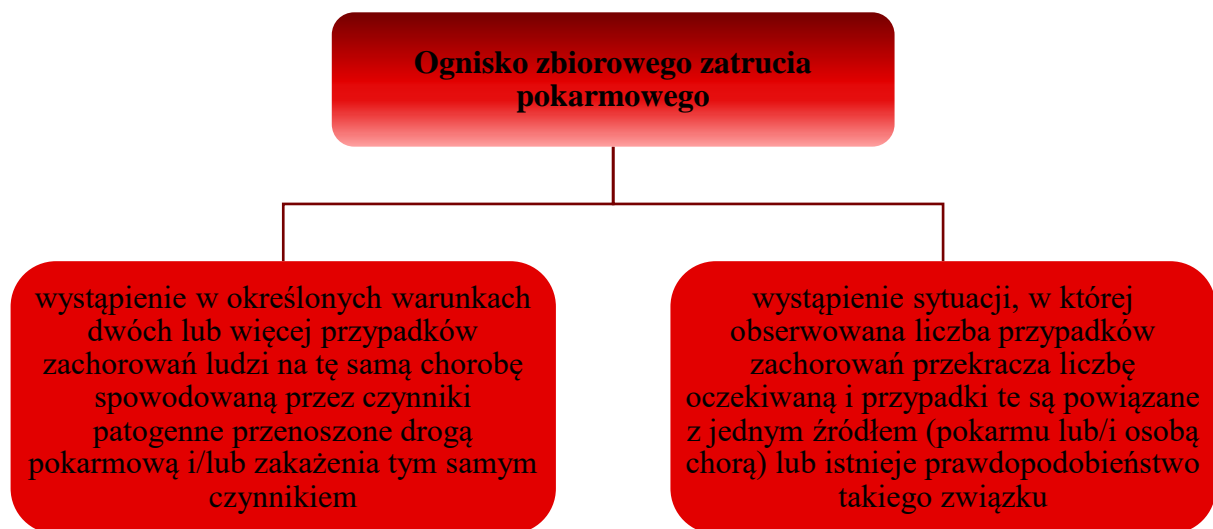 Ognisko zbiorowego zatrucia
pokarmowego
wystąpienie w określonych warunkach
dwóch lub więcej przypadków
zachorowań ludzi na tę samą chorobę
spowodowaną przez czynniki
patogenne przenoszone drogą
pokarmową i/lub zakażenia tym samym
czynnikiem
wystąpienie sytuacji, w której
obserwowana liczba przypadków
zachorowań przekracza liczbę
oczekiwaną i przypadki te są powiązane
z jednym źródłem (pokarmu lub/i osobą
chorą) lub istnieje prawdopodobieństwo
takiego związku